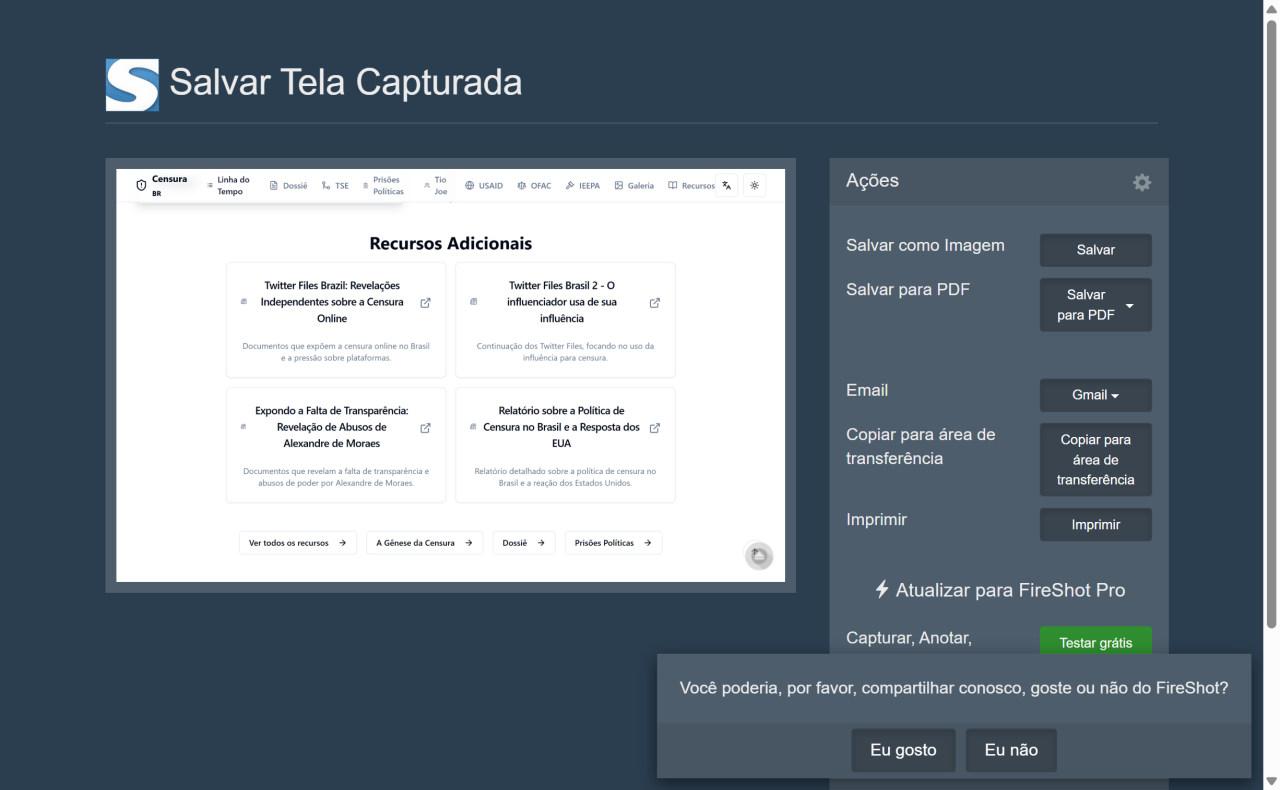 Salvar Tela Capturada
Censura
BR
Linha do
Tempo
Dossiê
TSE
Prisões
Políticas
Tio
Joe
USAID
OFAC
IEEPA
Galeria
Recursos
Recursos Adicionais
Twitter Files Brazil: Revelações
Independentes sobre a Censura
Online
Documentos que expõem a censura online no Brasil
e a pressão sobre plataformas.
Twitter Files Brasil 2 - O
influenciador usa de sua
influência
Continuação dos Twitter Files, focando no uso da
influência para censura.
Expondo a Falta de Transparência:
Revelação de Abusos de
Alexandre de Moraes
Documentos que revelam a falta de transparência e
abusos de poder por Alexandre de Moraes.
Relatório sobre a Política de
Censura no Brasil e a Resposta dos
EUA
Relatório detalhado sobre a política de censura no
Brasil e a reação dos Estados Unidos.
Ver todos os recursos
A Gênese da Censura
Dossiê
Prisões Políticas
Ações
Salvar como Imagem
Salvar
Salvar para PDF
Salvar
para PDF
Email
Gmail
Copiar para área de
transferência
Copiar para
área de
transferência
Imprimir
Imprimir
Atualizar para FireShot Pro
Capturar, Anotar,
Testar grátis
Você poderia, por favor, compartilhar conosco, goste ou não do FireShot?
Eu gosto
Eu não